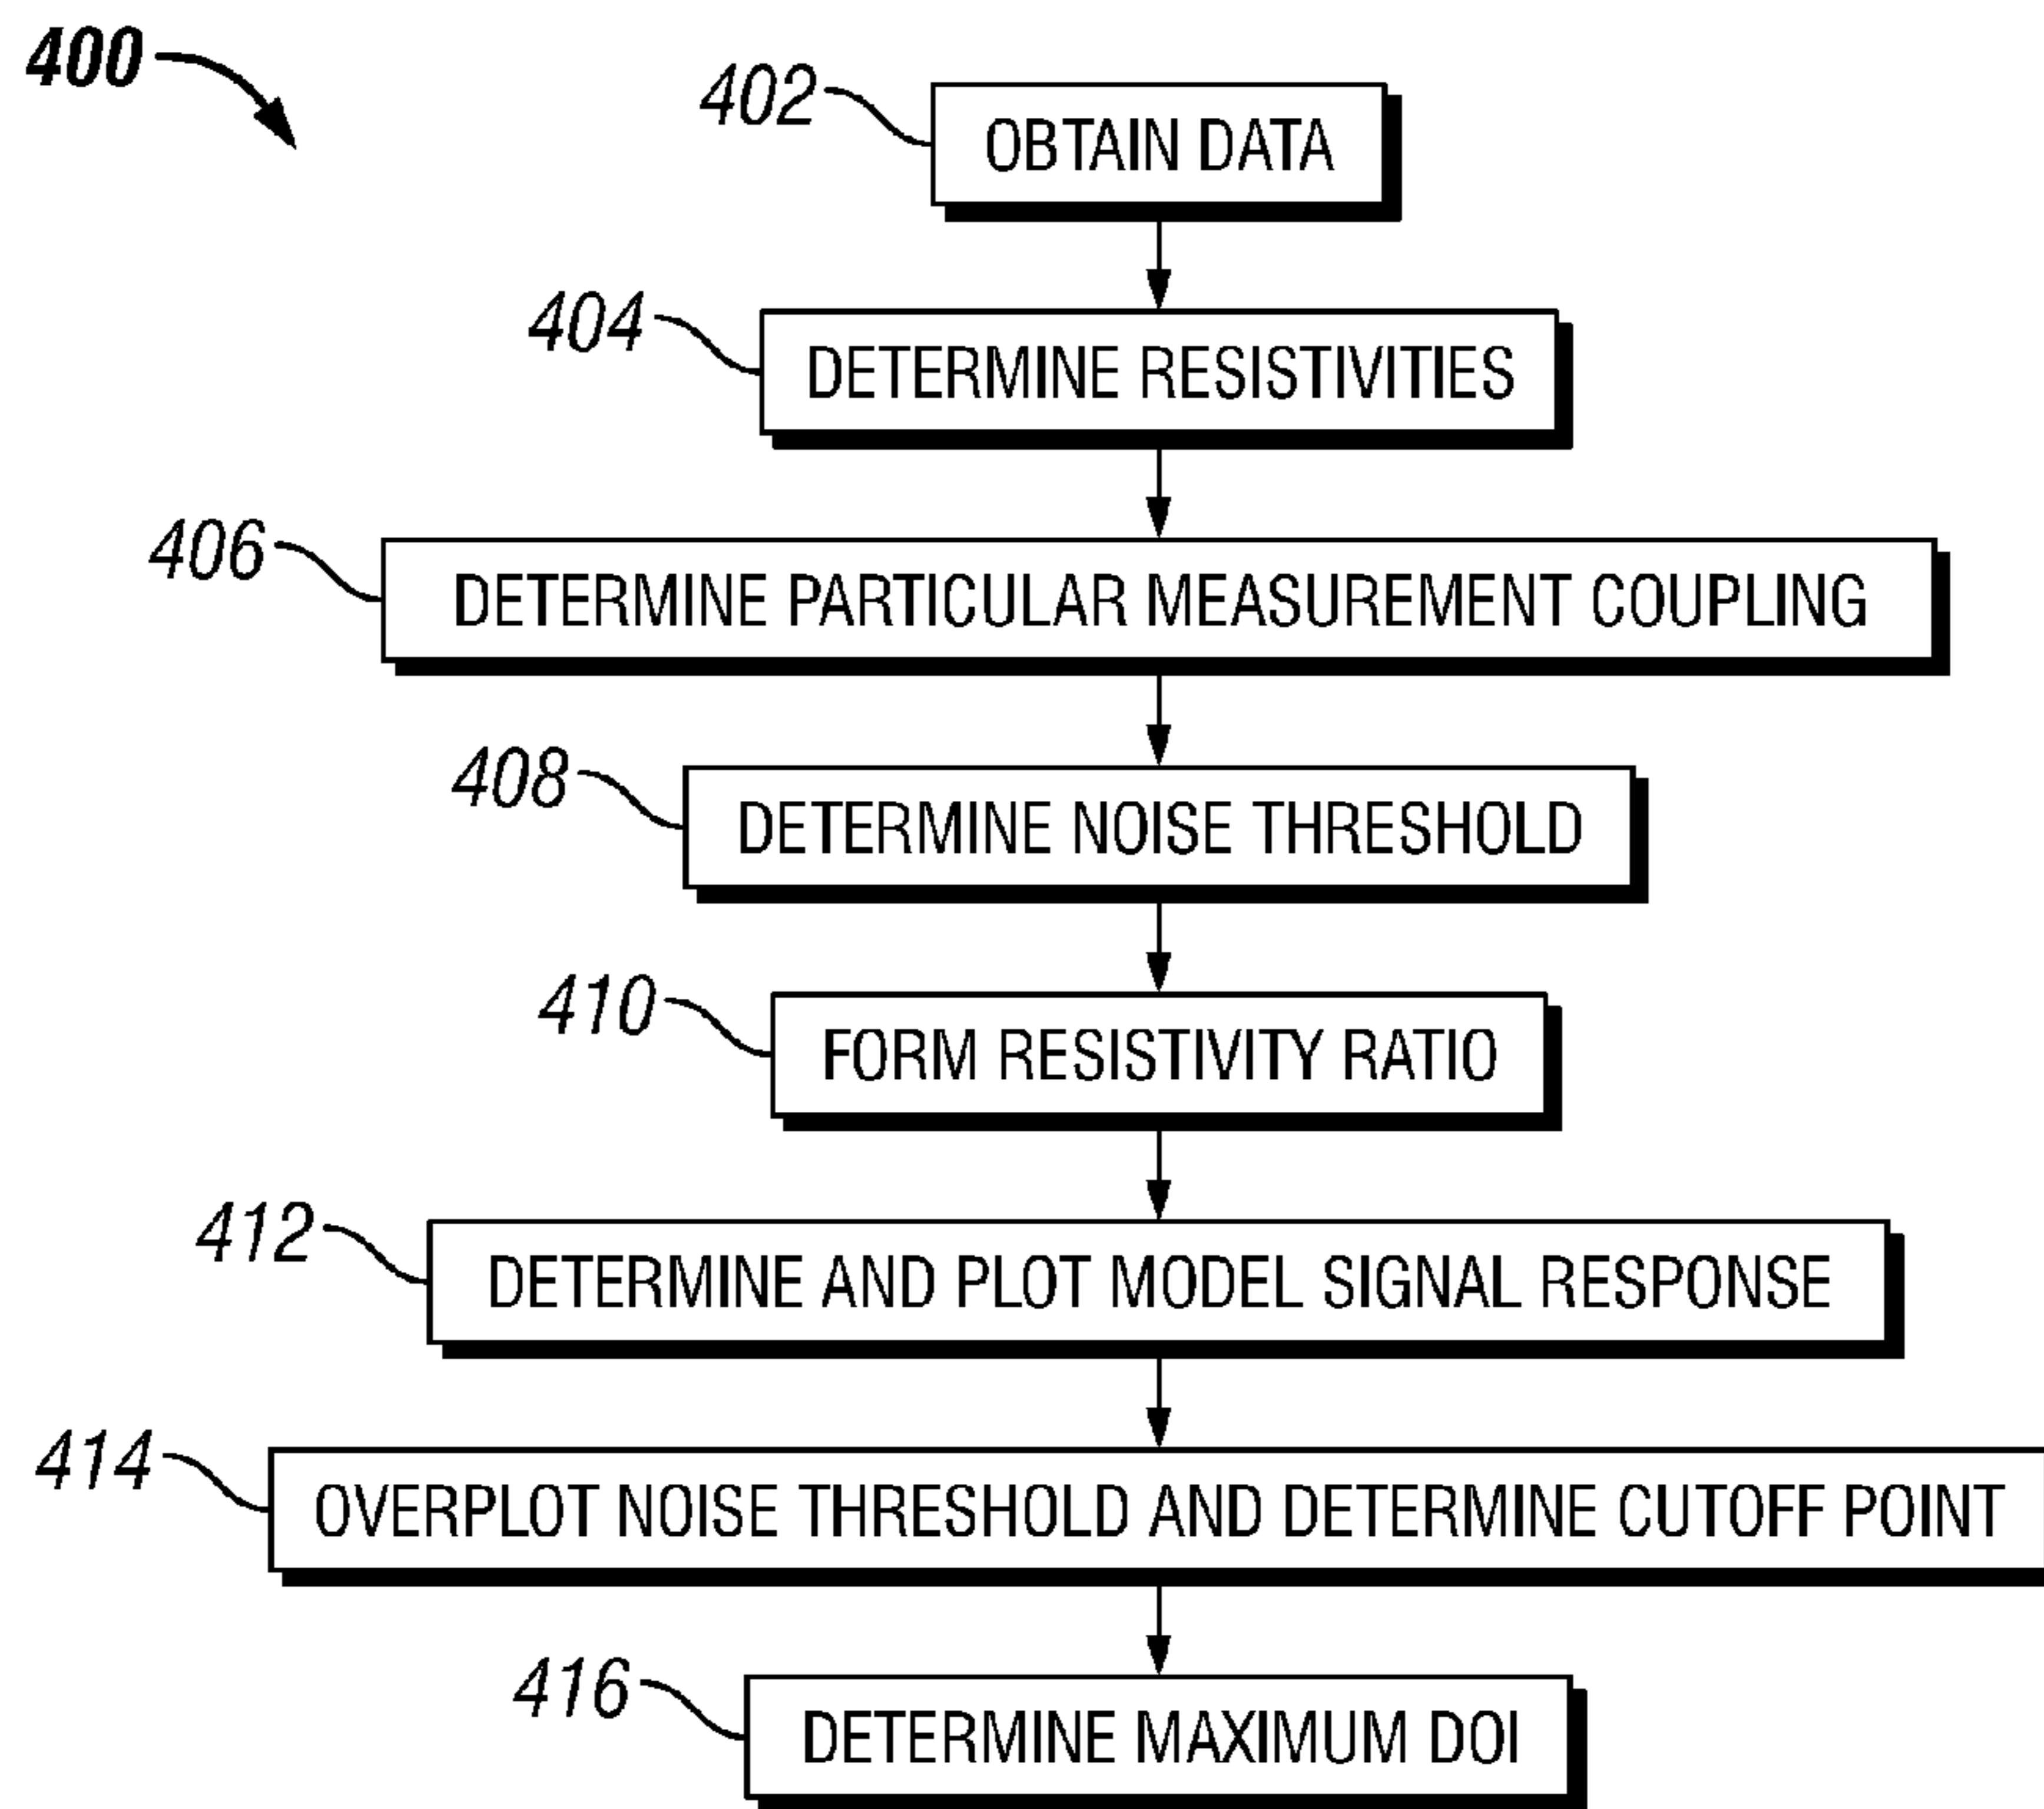 400
402
OBTAIN DATA
404
DETERMINE RESISTIVITIES
406
DETERMINE PARTICULAR MEASUREMENT COUPLING
408
DETERMINE NOISE THRESHOLD
410
FORM RESISTIVITY RATIO
412
DETERMINE AND PLOT MODEL SIGNAL RESPONSE
414
OVERPLOT NOISE THRESHOLD AND DETERMINE CUTOFF POINT
416
DETERMINE MAXIMUM DOI